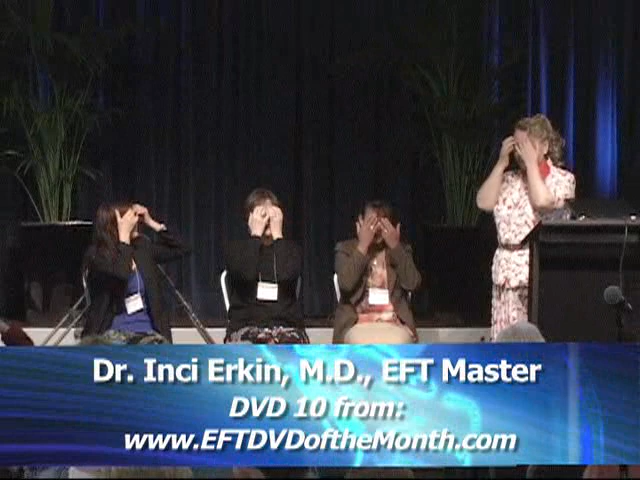 Dr. Inci Erkin, M.D., EFT Master
DVD 10 from:
www.EFTDVDoftheMonth.com